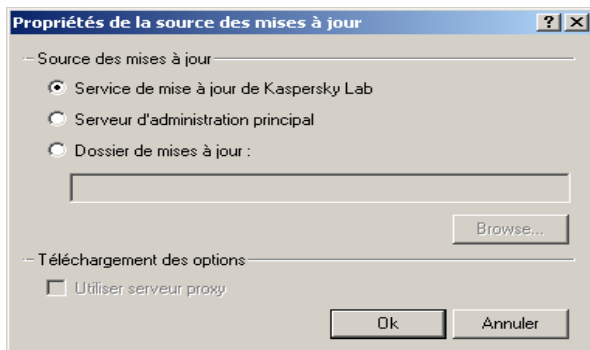 Propriétés de la source des mises à jour
Source des mises à jour
Service de mise à jour de Kaspersky Lab
Serveur d'administration principal
Dossier de mises à jour :
Browse...
Téléchargement des options
Utiliser serveur proxy
Ok Annuler